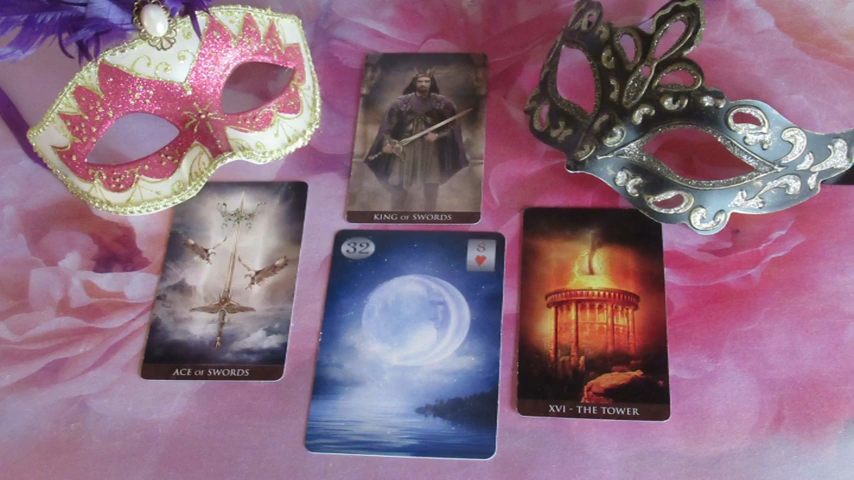 KING OF SWORDS
ACE OF SWORDS
32
8
XVI - THE TOWER